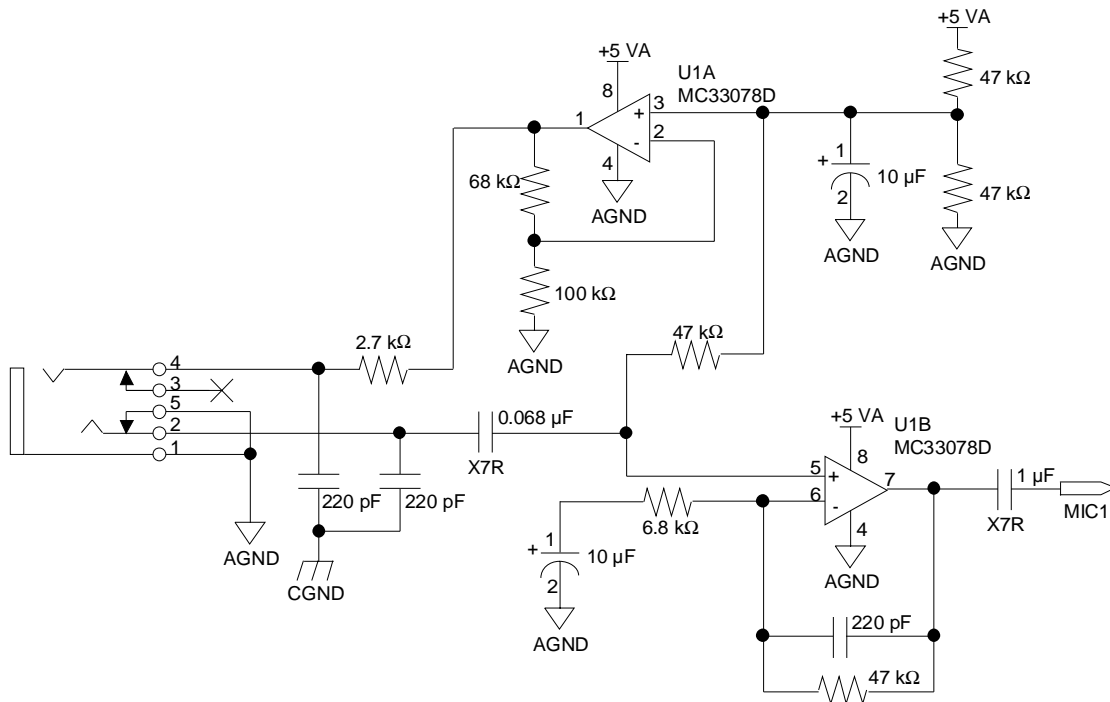 +5 VA
+5 VA
U1A
MC33078D
47 kΩ
8
3
1
+
2
-
4
1
+
10 µF
2
47 kΩ
68 kΩ
AGND
AGND
AGND
100 kΩ
AGND
2.7 kΩ
47 kΩ
4
3
5
2
1
0.068 µF
X7R
+5 VA
U1B
MC33078D
8
5
+
7
6
-
4
1 µF
X7R
MIC1
220 pF
220 pF
6.8 kΩ
1
+
10 µF
2
AGND
AGND
CGND
AGND
220 pF
47 kΩ